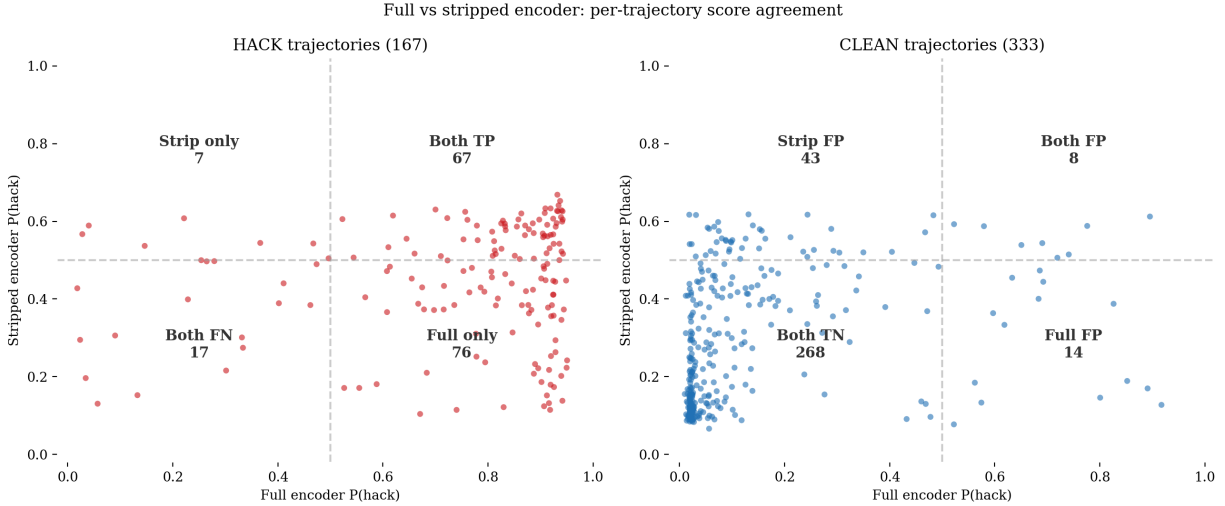 Full vs stripped encoder: per-trajectory score agreement
HACK trajectories (167)
Stripped encoder P(hack)
1.0
0.8
0.6
0.4
0.2
0.0
Strip only
7
Both TP
67
Both FN
17
Full only
76
0.0 0.2 0.4 0.6 0.8 1.0
Full encoder P(hack)
CLEAN trajectories (333)
Stripped encoder P(hack)
1.0
0.8
0.6
0.4
0.2
0.0
Strip FP
43
Both FP
8
Both TN
268
Full FP
14
0.0 0.2 0.4 0.6 0.8 1.0
Full encoder P(hack)